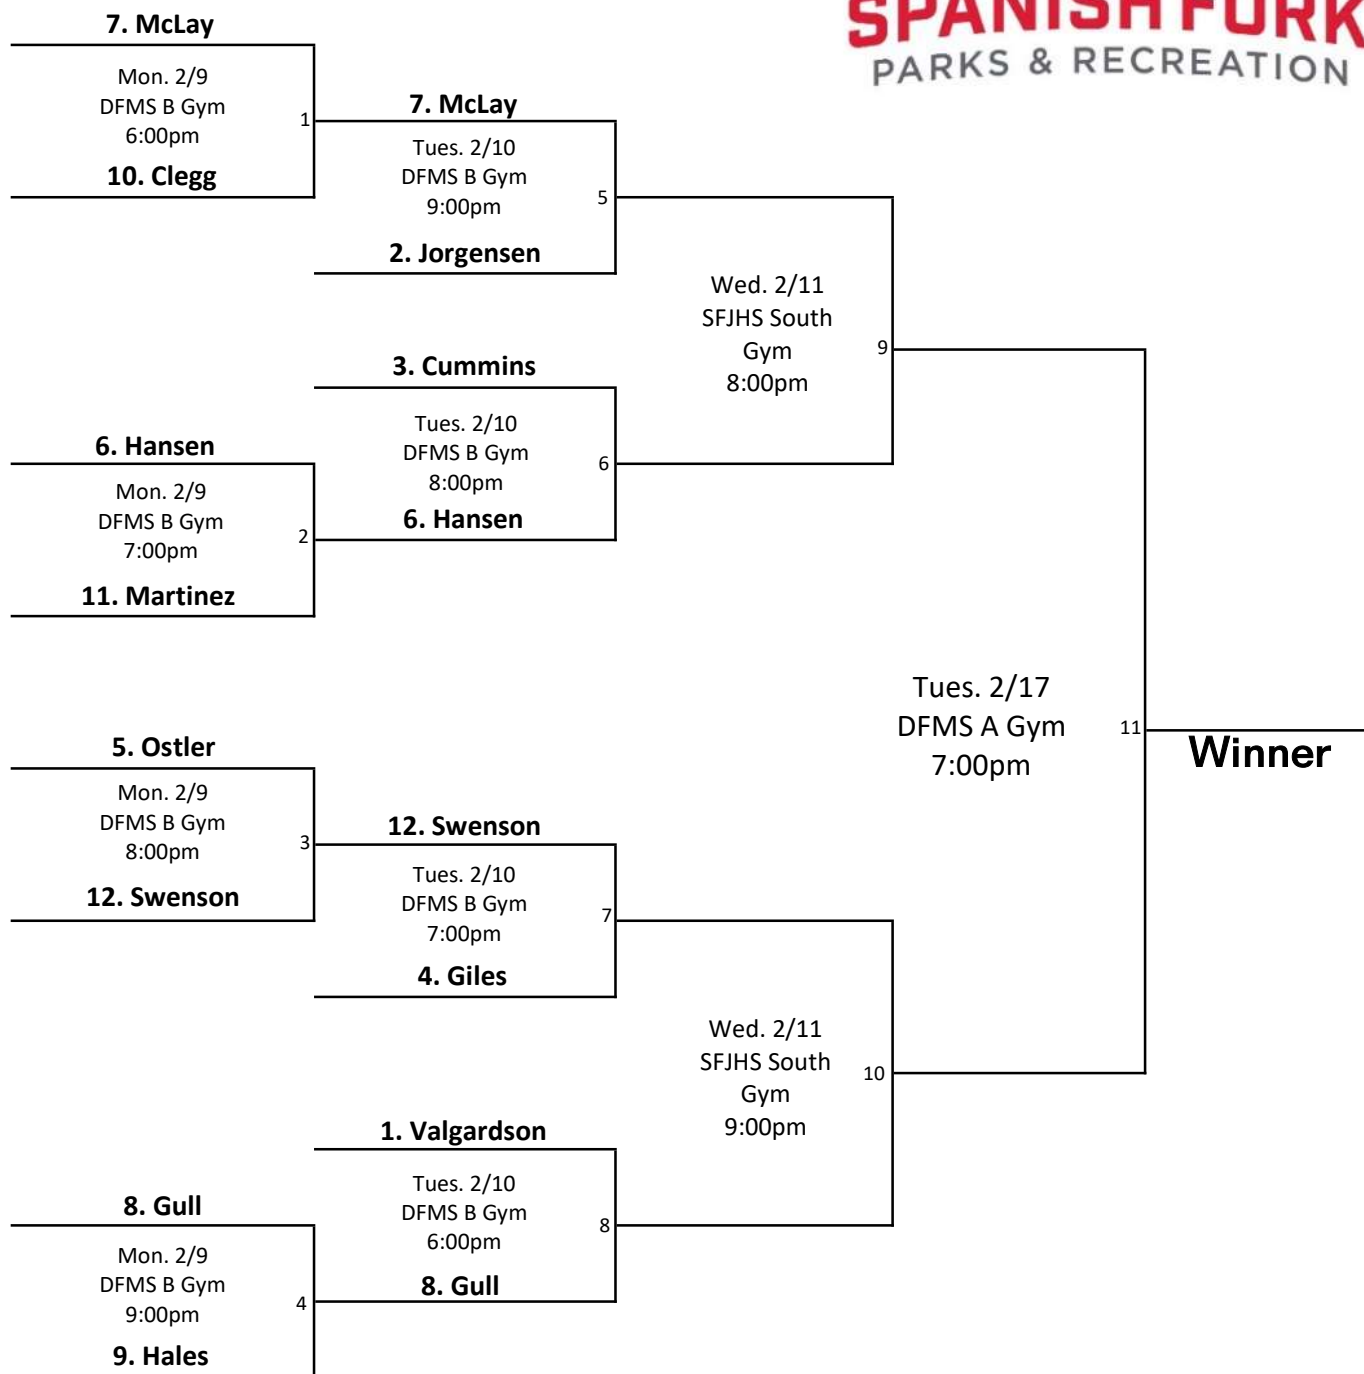 SPANISH FORK
PARKS & RECREATION
7. McLay
Mon. 2/9
DFMS B Gym
6:00pm
1
10. Clegg
7. McLay
Tues. 2/10
DFMS B Gym
9:00pm
5
2. Jorgensen
Wed. 2/11
SFJHS South
Gym
8:00pm
9
3. Cummins
Tues. 2/10
DFMS B Gym
8:00pm
6
6. Hansen
6. Hansen
Mon. 2/9
DFMS B Gym
7:00pm
2
11. Martinez
Tues. 2/17
DFMS A Gym
7:00pm
11
Winner
5. Ostler
Mon. 2/9
DFMS B Gym
8:00pm
3
12. Swenson
12. Swenson
Tues. 2/10
DFMS B Gym
7:00pm
7
4. Giles
Wed. 2/11
SFJHS South
Gym
9:00pm
10
1. Valgardson
Tues. 2/10
DFMS B Gym
6:00pm
8
8. Gull
8. Gull
Mon. 2/9
DFMS B Gym
9:00pm
4
9. Hales